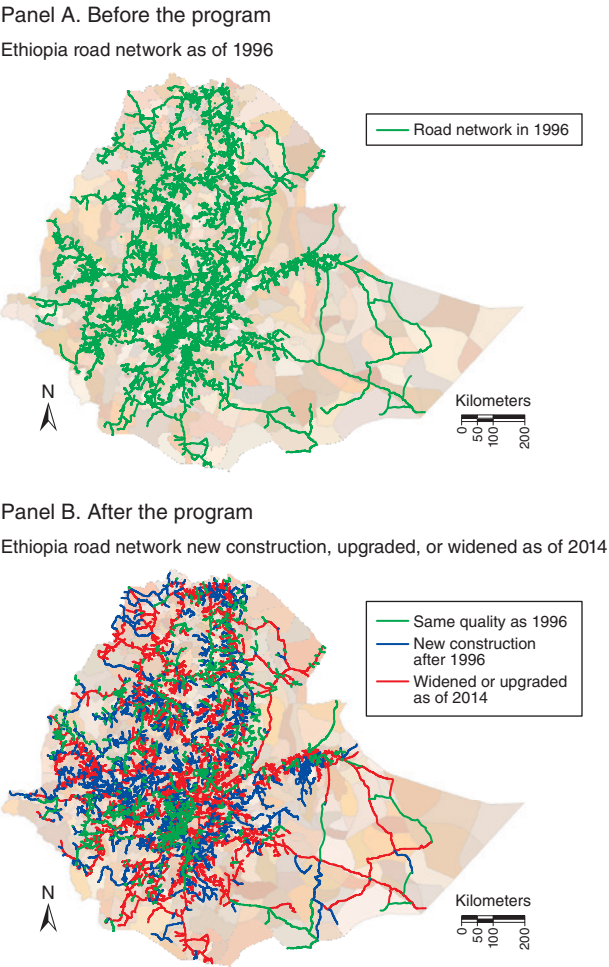 Panel A. Before the program
Ethiopia road network as of 1996
Road network in 1996
N
Kilometers
0 50 100 200
Panel B. After the program
Ethiopia road network new construction, upgraded, or widened as of 2014
Same quality as 1996
New construction
after 1996
Widened or upgraded
as of 2014
N
Kilometers
0 50 100 200